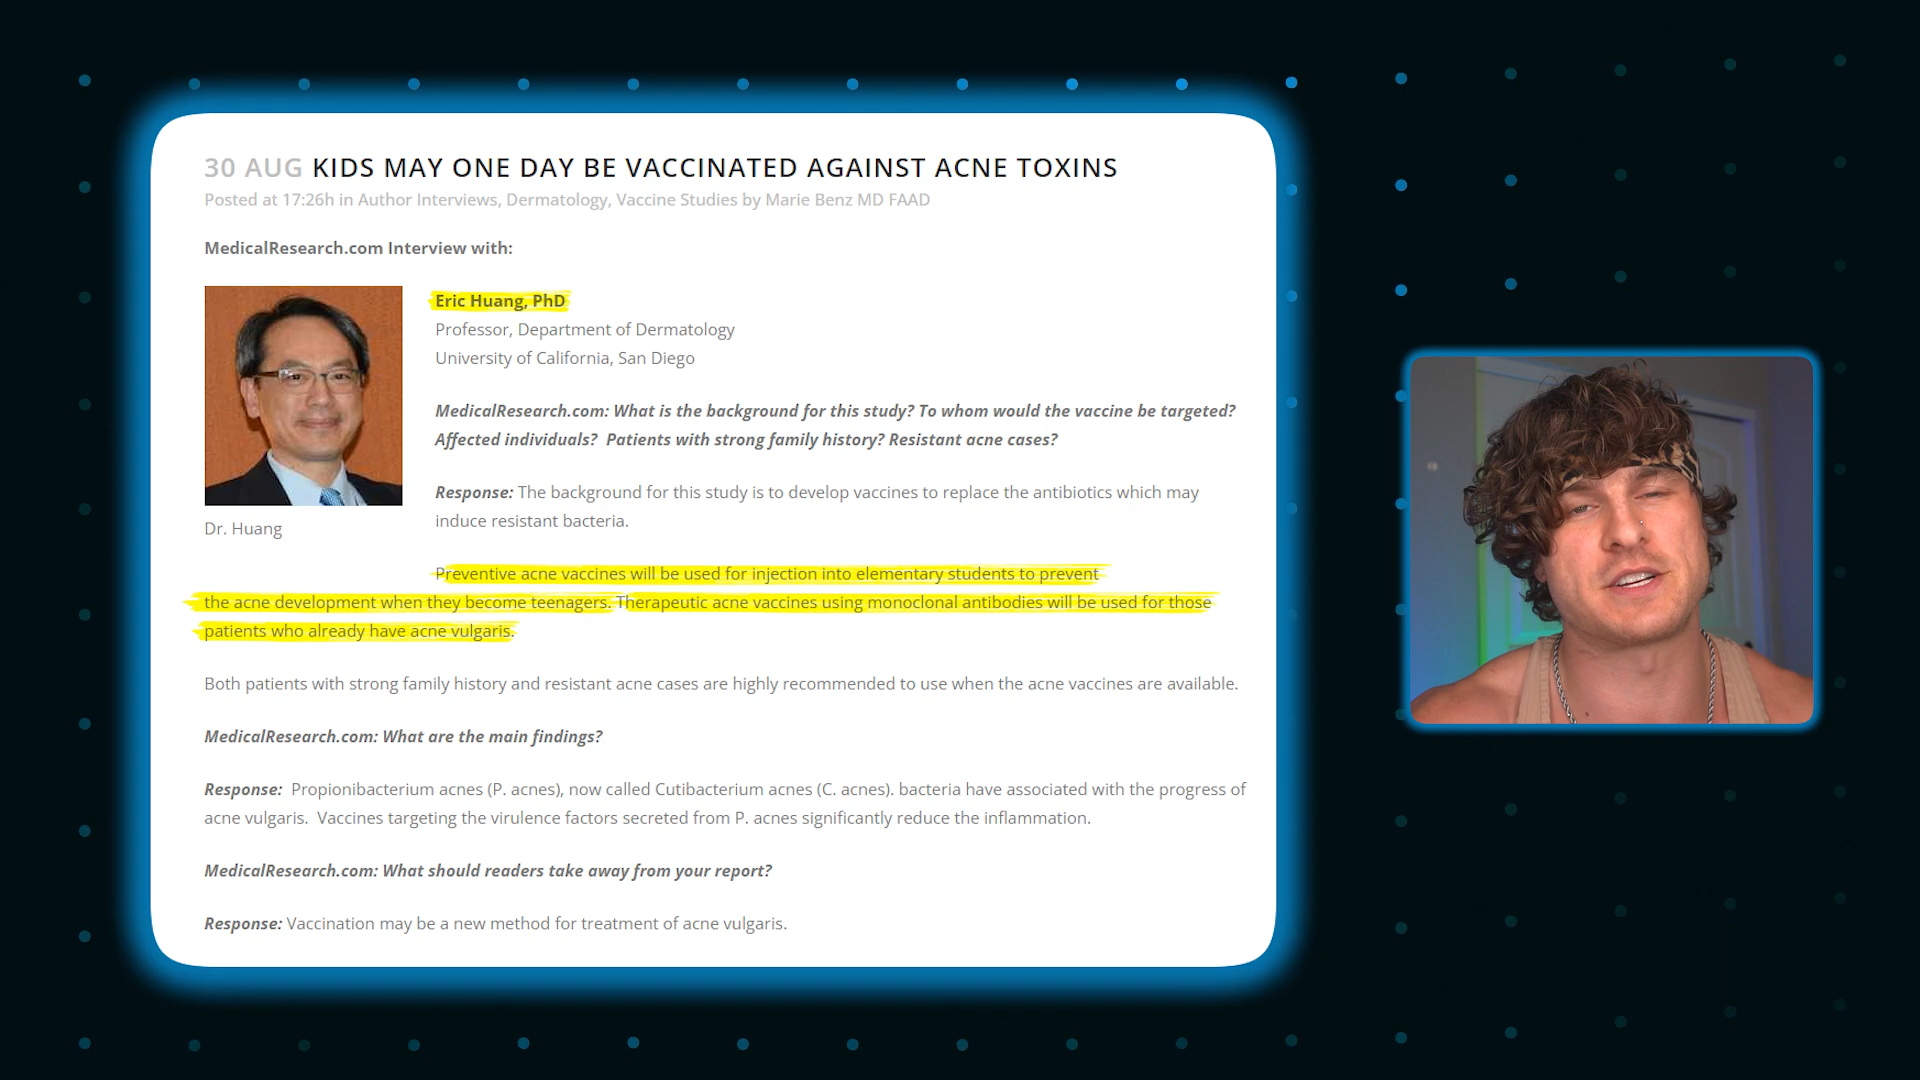 30 AUG KIDS MAY ONE DAY BE VACCINATED AGAINST ACNE TOXINS
Posted at 17:26h in Author Interviews, Dermatology, Vaccine Studies by Marie Benz MD FAAD
MedicalResearch.com Interview with:
Eric Huang, PhD
Professor, Department of Dermatology
University of California, San Diego
MedicalResearch.com: What is the background for this study? To whom would the vaccine be targeted?
Affected individuals?  Patients with strong family history? Resistant acne cases?
Response: The background for this study is to develop vaccines to replace the antibiotics which may
induce resistant bacteria.
Dr. Huang
Preventive acne vaccines will be used for injection into elementary students to prevent
the acne development when they become teenagers. Therapeutic acne vaccines using monoclonal antibodies will be used for those
patients who already have acne vulgaris.
Both patients with strong family history and resistant acne cases are highly recommended to use when the acne vaccines are available.
MedicalResearch.com: What are the main findings?
Response:  Propionibacterium acnes (P. acnes), now called Cutibacterium acnes (C. acnes). bacteria have associated with the progress of
acne vulgaris.  Vaccines targeting the virulence factors secreted from P. acnes significantly reduce the inflammation.
MedicalResearch.com: What should readers take away from your report?
Response: Vaccination may be a new method for treatment of acne vulgaris.